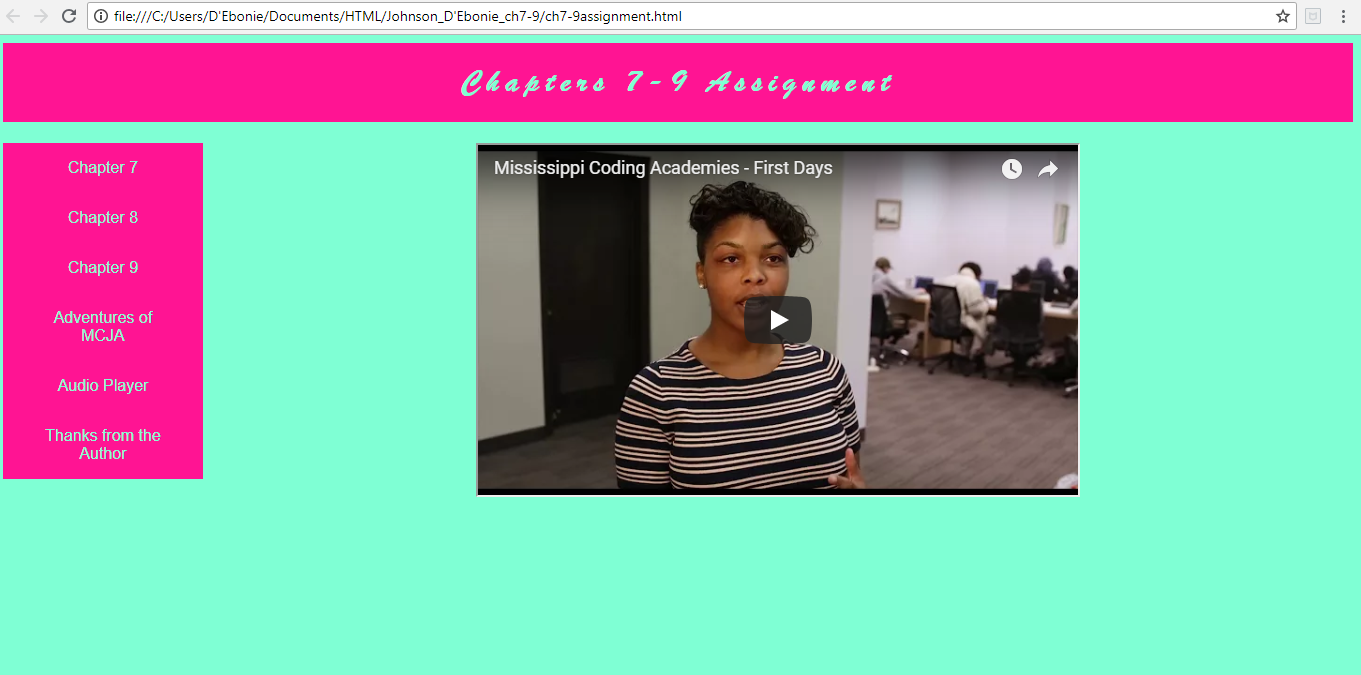 file:///C:/Users/D'Ebonie/Documents/HTML/Johnson_D'Ebonie_ch7-9/ch7-9assignment.html
Chapters 7-9 Assignment
Chapter 7
Chapter 8
Chapter 9
Adventures of
MCJA
Audio Player
Thanks from the
Author
Mississippi Coding Academies - First Days